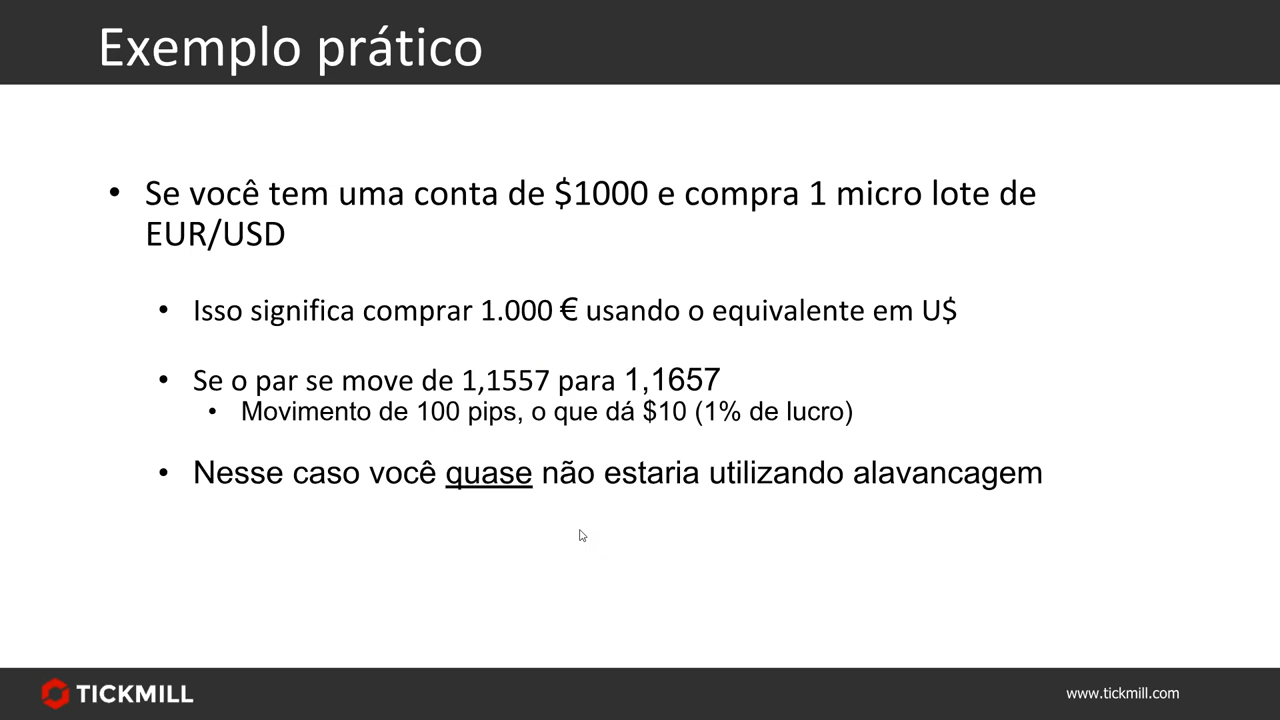 Exemplo prático
• Se você tem uma conta de $1000 e compra 1 micro lote de
EUR/USD
• Isso significa comprar 1.000 € usando o equivalente em U$
• Se o par se move de 1,1557 para 1,1657
• Movimento de 100 pips, o que dá $10 (1% de lucro)
• Nesse caso você quase não estaria utilizando alavancagem
TICKMILL
www.tickmill.com